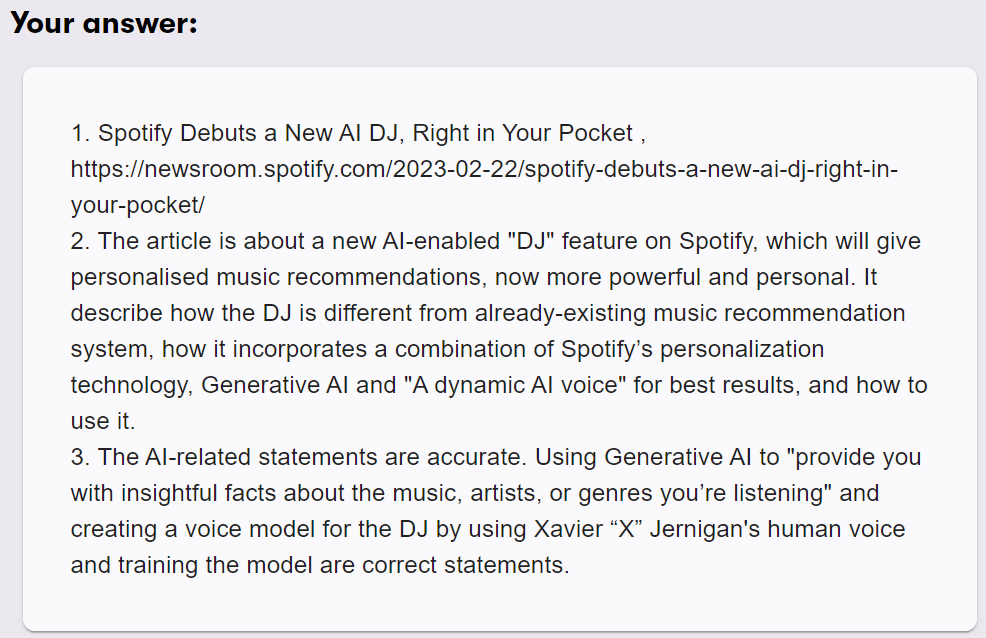 Your answer:
1. Spotify Debuts a New AI DJ, Right in Your Pocket ,
https://newsroom.spotify.com/2023-02-22/spotify-debuts-a-new-ai-dj-right-in-
your-pocket/
2. The article is about a new AI-enabled "DJ" feature on Spotify, which will give
personalised music recommendations, now more powerful and personal. It
describe how the DJ is different from already-existing music recommendation
system, how it incorporates a combination of Spotify’s personalization
technology, Generative AI and "A dynamic AI voice" for best results, and how to
use it.
3. The AI-related statements are accurate. Using Generative AI to "provide you
with insightful facts about the music, artists, or genres you’re listening" and
creating a voice model for the DJ by using Xavier “X” Jernigan's human voice
and training the model are correct statements.